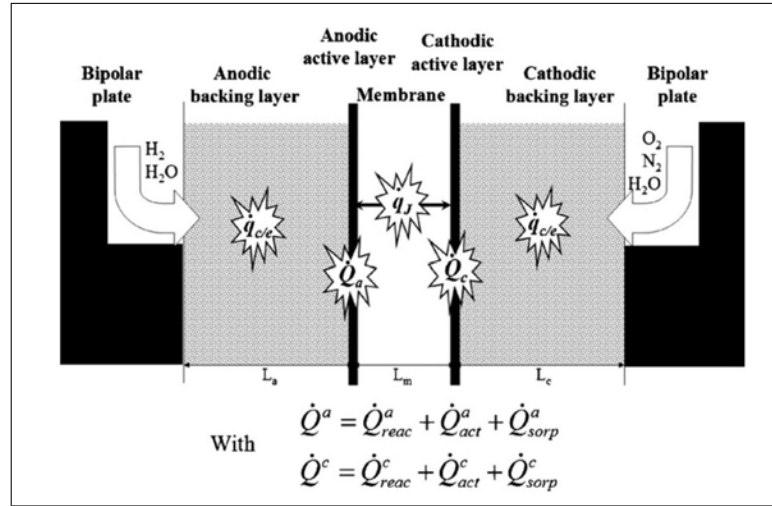 Anodic
active layer
Cathodic
active layer
Bipolar
plate
Anodic
backing layer
Membrane
Cathodic
backing layer
Bipolar
plate
H₂
H₂O
O₂
N₂
H₂O
q̇c/e
q̇J
q̇c/e
Q̇a
Q̇c
La
Lm
Lc
With
Q̇ᵃ = Q̇ᵃreac + Q̇ᵃact + Q̇ᵃsorp
Q̇ᶜ = Q̇ᶜreac + Q̇ᶜact + Q̇ᶜsorp